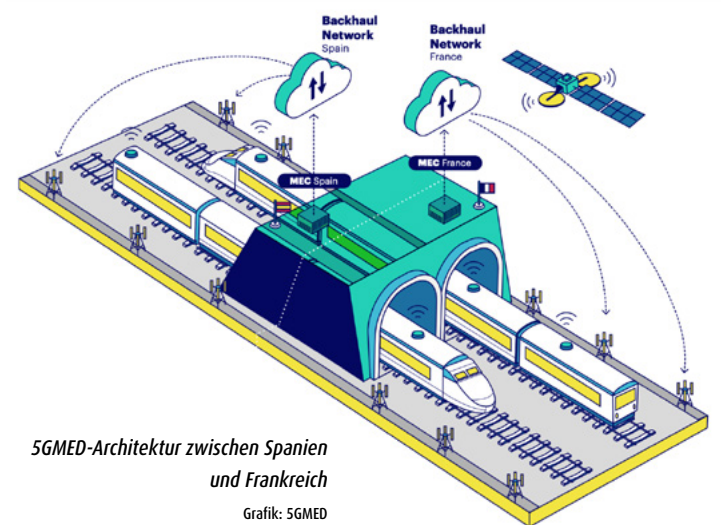 Backhaul
Network
Spain
Backhaul
Network
France
MEC Spain
MEC France
5GMED-Architektur zwischen Spanien
und Frankreich
Grafik: 5GMED